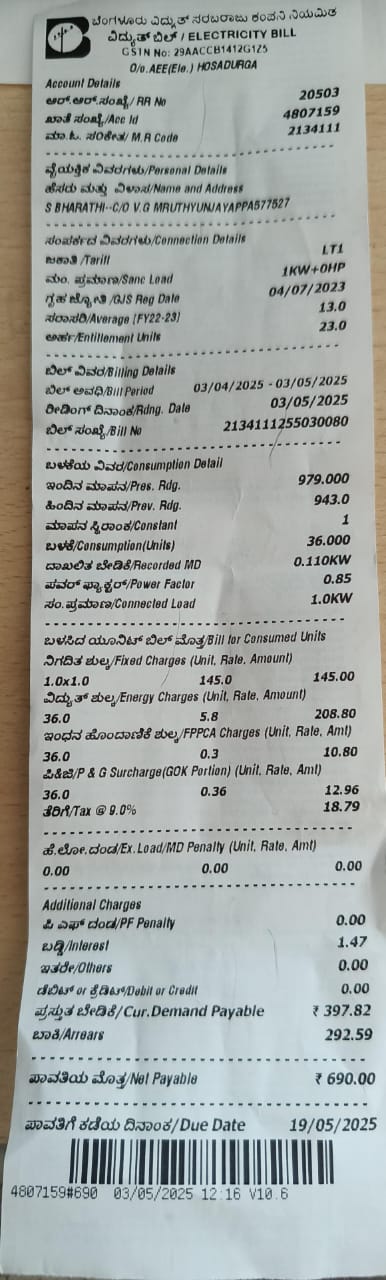 ಬೆಂಗಳೂರು ವಿದ್ಯುತ್ ಸರಬರಾಜು ಕಂಪನಿ ನಿಯಮಿತ
ವಿದ್ಯುತ್ ಬಿಲ್ / ELECTRICITY BILL
GSTN No: 29AACCB1412G1Z5
O/o.AEE(Ele.) HOSADURGA
Account Details
ಆರ್.ಆರ್.ಸಂಖ್ಯೆ/ RR No 20503
ಖಾತೆ ಸಂಖ್ಯೆ/Acc Id 4807159
ಮಾ.ಓ. ಸಂಕೇತ/ M.R Code 2134111
ವೈಯಕ್ತಿಕ ವಿವರಗಳು/Personal Details
ಹೆಸರು ಮತ್ತು ವಿಳಾಸ/Name and Address
S BHARATHI--C/O V.G MRUTHYUNJAYAPPA577527
ಸಂಪರ್ಕದ ವಿವರಗಳು/Connection Details
ಜಕಾತಿ /Tariff LT1
ಮಂ. ಪ್ರಮಾಣ/Sanc Load 1KW+0HP
ಗೃಹ ಜ್ಯೋತಿ /GJS Reg Date 04/07/2023
ಸರಾಸರಿ/Average [FY22-23] 13.0
ಅರ್ಹ/Entitlement Units 23.0
ಬಿಲ್ ವಿವರ/Billing Details
ಬಿಲ್ ಅವಧಿ/Bill Period 03/04/2025 - 03/05/2025
ರೀಡಿಂಗ್ ದಿನಾಂಕ/Rdng. Date 03/05/2025
ಬಿಲ್ ಸಂಖ್ಯೆ/Bill No 2134111255030080
ಬಳಕೆಯ ವಿವರ/Consumption Detail
ಇಂದಿನ ಮಾಪನ/Pres. Rdg. 979.000
ಹಿಂದಿನ ಮಾಪನ/Prev. Rdg. 943.0
ಮಾಪನ ಸ್ಥಿರಾಂಕ/Constant 1
ಬಳಕೆ/Consumption(Units) 36.000
ದಾಖಲಿತ ಬೇಡಿಕೆ/Recorded MD 0.110KW
ಪವರ್ ಫ್ಯಾಕ್ಟರ್/Power Factor 0.85
ಸಂ.ಪ್ರಮಾಣ/Connected Load 1.0KW
ಬಳಸಿದ ಯೂನಿಟ್ ಬಿಲ್ ಮೊತ್ತ/Bill for Consumed Units
ನಿಗದಿತ ಶುಲ್ಕ/Fixed Charges (Unit, Rate, Amount)
1.0x1.0 145.0 145.00
ವಿದ್ಯುತ್ ಶುಲ್ಕ/Energy Charges (Unit, Rate, Amount)
36.0 5.8 208.80
ಇಂಧನ ಹೊಂದಾಣಿಕೆ ಶುಲ್ಕ/FPPCA Charges (Unit, Rate, Amt)
36.0 0.3 10.80
ಪಿ&ಜಿ/P & G Surcharge(GOK Portion) (Unit, Rate, Amt)
36.0 0.36 12.96
ತೆರಿಗೆ/Tax @ 9.0% 18.79
ಹೆ.ಲೋ.ದಂಡ/Ex.Load/MD Penalty (Unit, Rate, Amt)
0.00 0.00 0.00
Additional Charges
ಪಿ ಎಫ್ ದಂಡ/PF Penalty 0.00
ಬಡ್ಡಿ/Interest 1.47
ಇತರೇ/Others 0.00
ಡೆಬಿಟ್ or ಕ್ರೆಡಿಟ್/Debit or Credit 0.00
ಪ್ರಸ್ತುತ ಬೇಡಿಕೆ/Cur.Demand Payable ₹ 397.82
ಬಾಕಿ/Arrears 292.59
ಪಾವತಿಯ ಮೊತ್ತ/Net Payable ₹ 690.00
ಪಾವತಿಗೆ ಕಡೆಯ ದಿನಾಂಕ/Due Date 19/05/2025
4807159#690 03/05/2025 12:16 V10.6